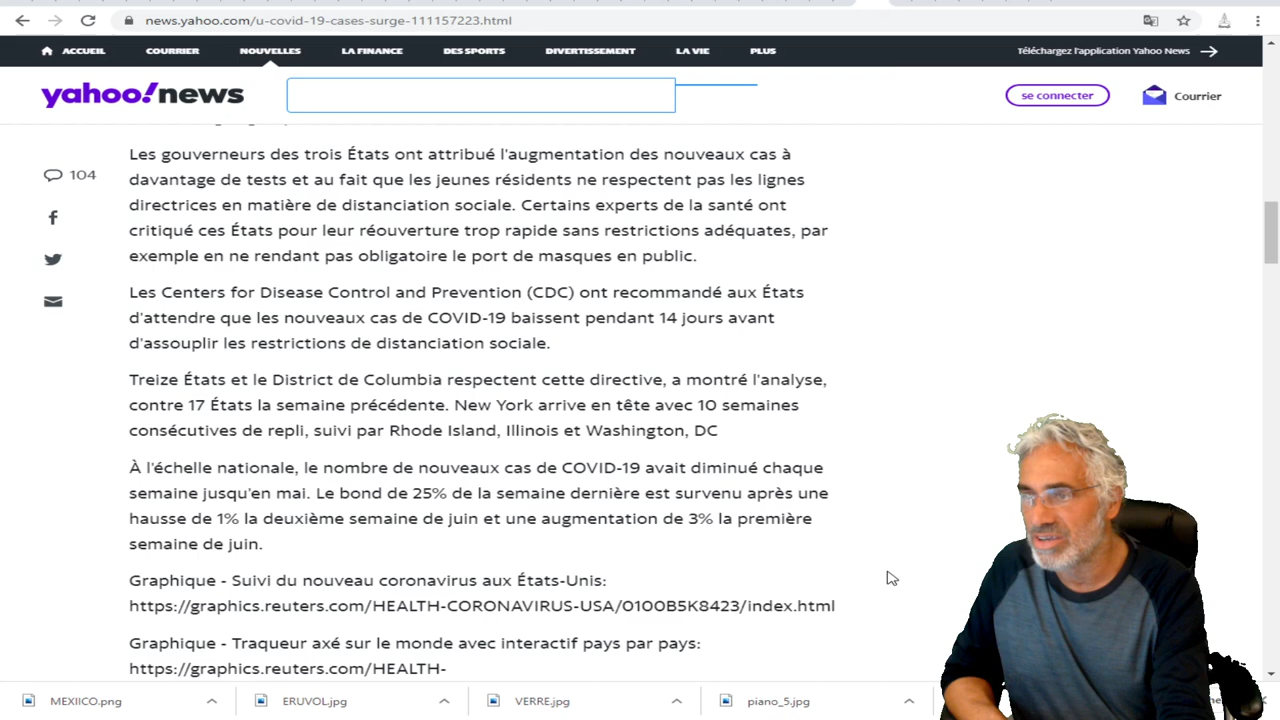 news.yahoo.com/u-covid-19-cases-surge-111157223.html
ACCUEIL COURRIER NOUVELLES LA FINANCE DES SPORTS DIVERTISSEMENT LA VIE PLUS Téléchargez l'application Yahoo News
yahoo!news se connecter Courrier
Les gouverneurs des trois États ont attribué l'augmentation des nouveaux cas à
104 davantage de tests et au fait que les jeunes résidents ne respectent pas les lignes
directrices en matière de distanciation sociale. Certains experts de la santé ont
critiqué ces États pour leur réouverture trop rapide sans restrictions adéquates, par
exemple en ne rendant pas obligatoire le port de masques en public.
Les Centers for Disease Control and Prevention (CDC) ont recommandé aux États
d'attendre que les nouveaux cas de COVID-19 baissent pendant 14 jours avant
d'assouplir les restrictions de distanciation sociale.
Treize États et le District de Columbia respectent cette directive, a montré l'analyse,
contre 17 États la semaine précédente. New York arrive en tête avec 10 semaines
consécutives de repli, suivi par Rhode Island, Illinois et Washington, DC
À l'échelle nationale, le nombre de nouveaux cas de COVID-19 avait diminué chaque
semaine jusqu'en mai. Le bond de 25% de la semaine dernière est survenu après une
hausse de 1% la deuxième semaine de juin et une augmentation de 3% la première
semaine de juin.
Graphique - Suivi du nouveau coronavirus aux États-Unis:
https://graphics.reuters.com/HEALTH-CORONAVIRUS-USA/0100B5K8423/index.html
Graphique - Traqueur axé sur le monde avec interactif pays par pays:
https://graphics.reuters.com/HEALTH-
MEXIICO.png ERUVOL.jpg VERRE.jpg piano_5.jpg